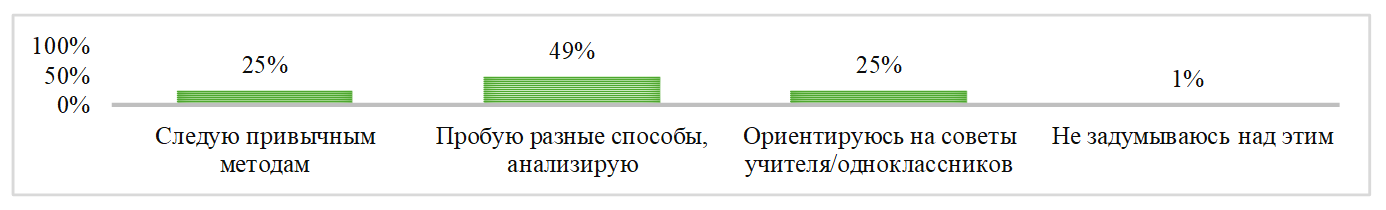 100%
50%
0%
25%
49%
25%
1%
Следую привычным
методам
Пробую разные способы,
анализирую
Ориентируюсь на советы
учителя/одноклассников
Не задумываюсь над этим